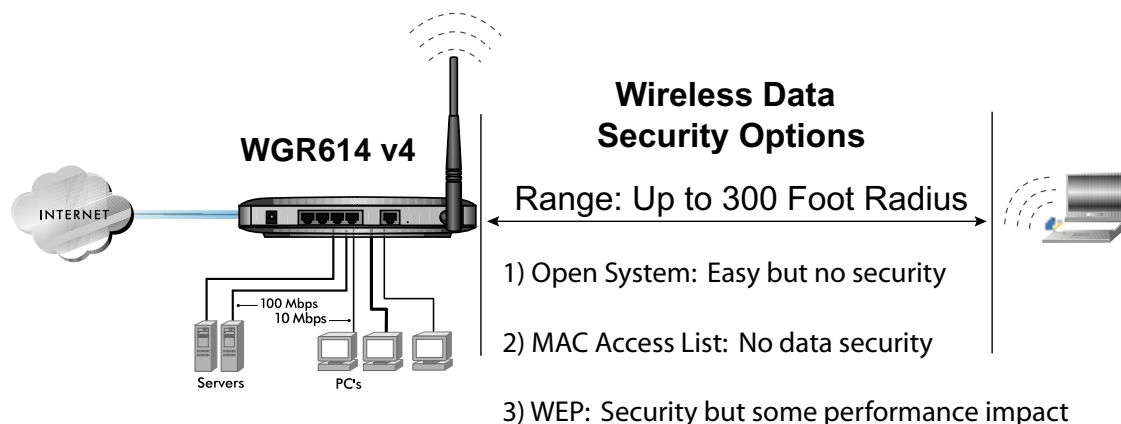 Wireless Data
Security Options
WGR614 v4
Range: Up to 300 Foot Radius
INTERNET
1) Open System: Easy but no security
100 Mbps
10 Mbps
2) MAC Access List: No data security
Servers
PC's
3) WEP: Security but some performance impact